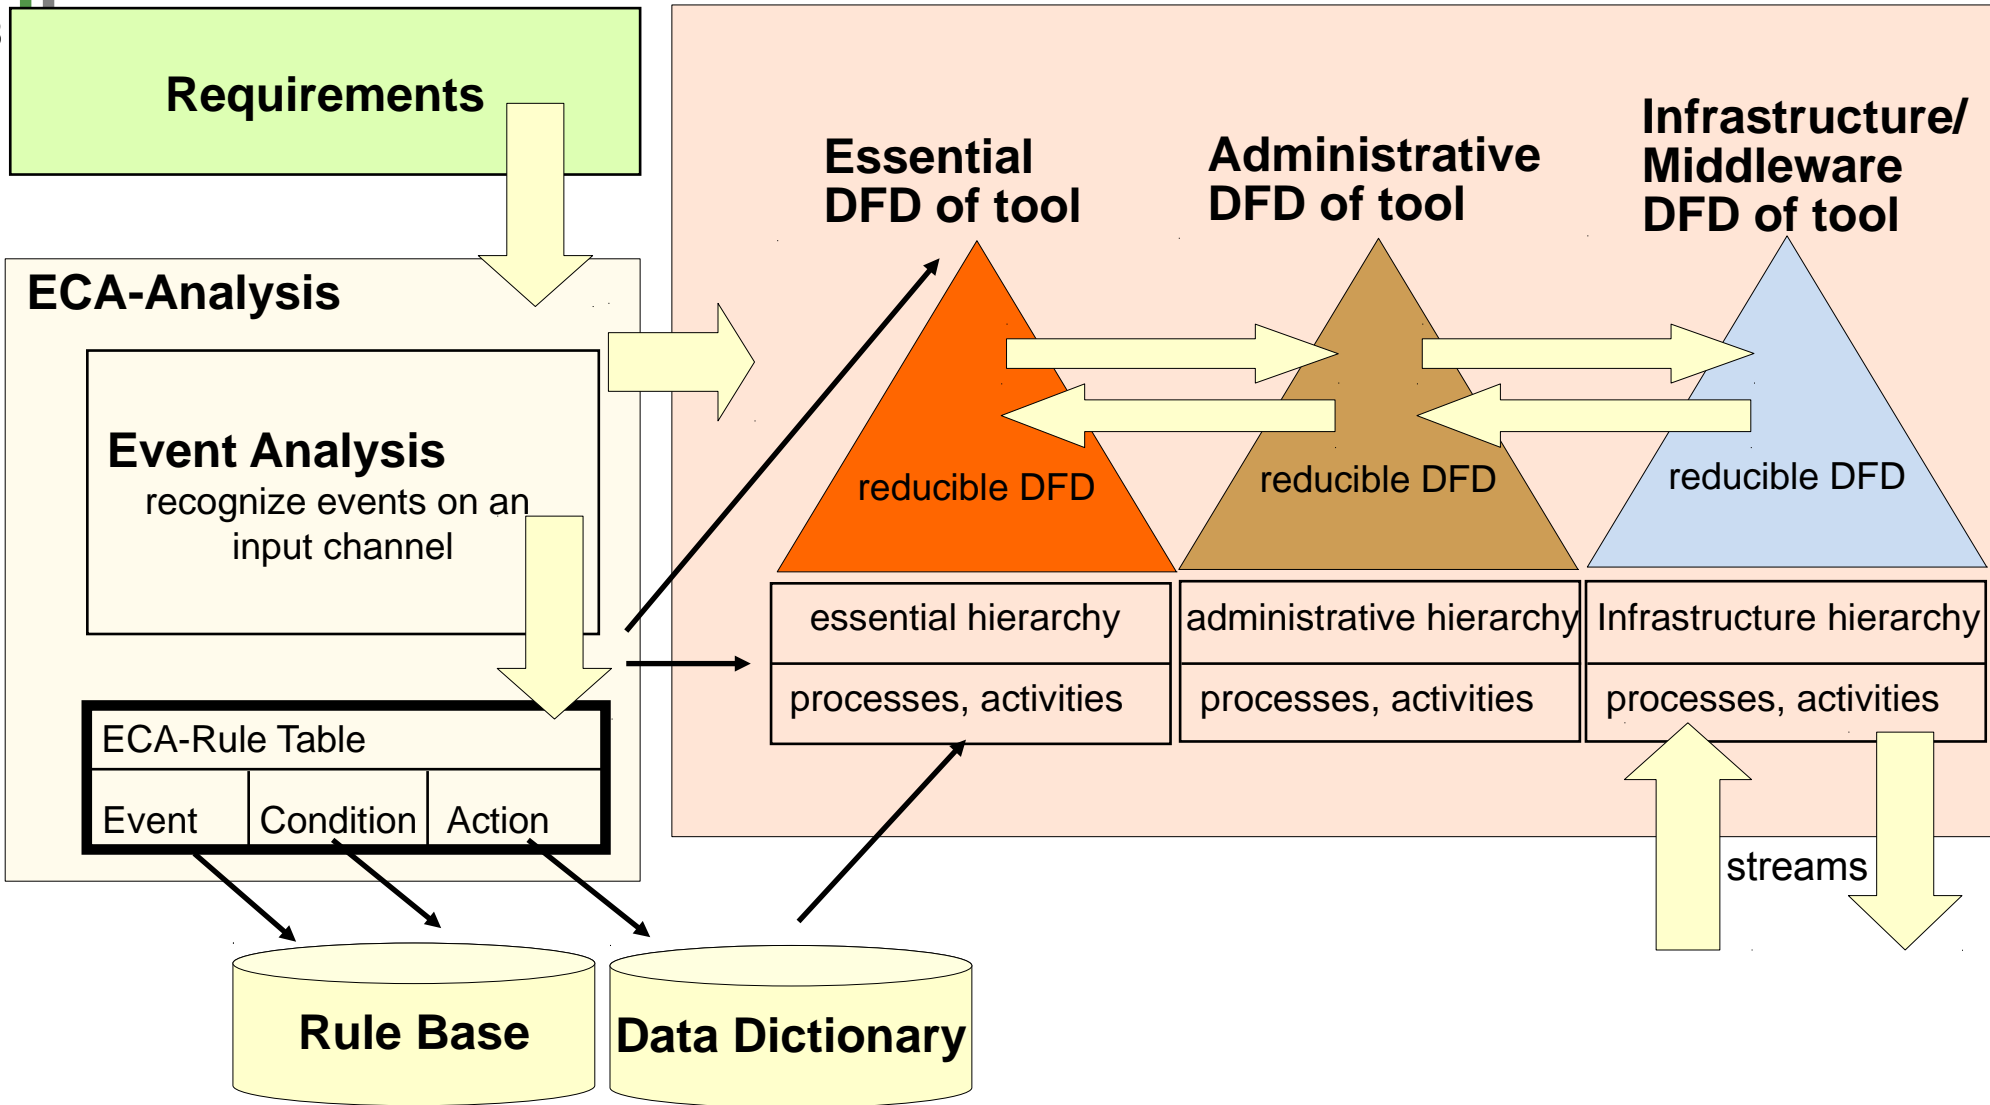 Requirements
ECA-Analysis
Event Analysis
recognize events on an
input channel
ECA-Rule Table
Event
Condition
Action
Rule Base
Data Dictionary
Essential
DFD of tool
Administrative
DFD of tool
Infrastructure/
Middleware
DFD of tool
reducible DFD
reducible DFD
reducible DFD
essential hierarchy
administrative hierarchy
Infrastructure hierarchy
processes, activities
processes, activities
processes, activities
streams